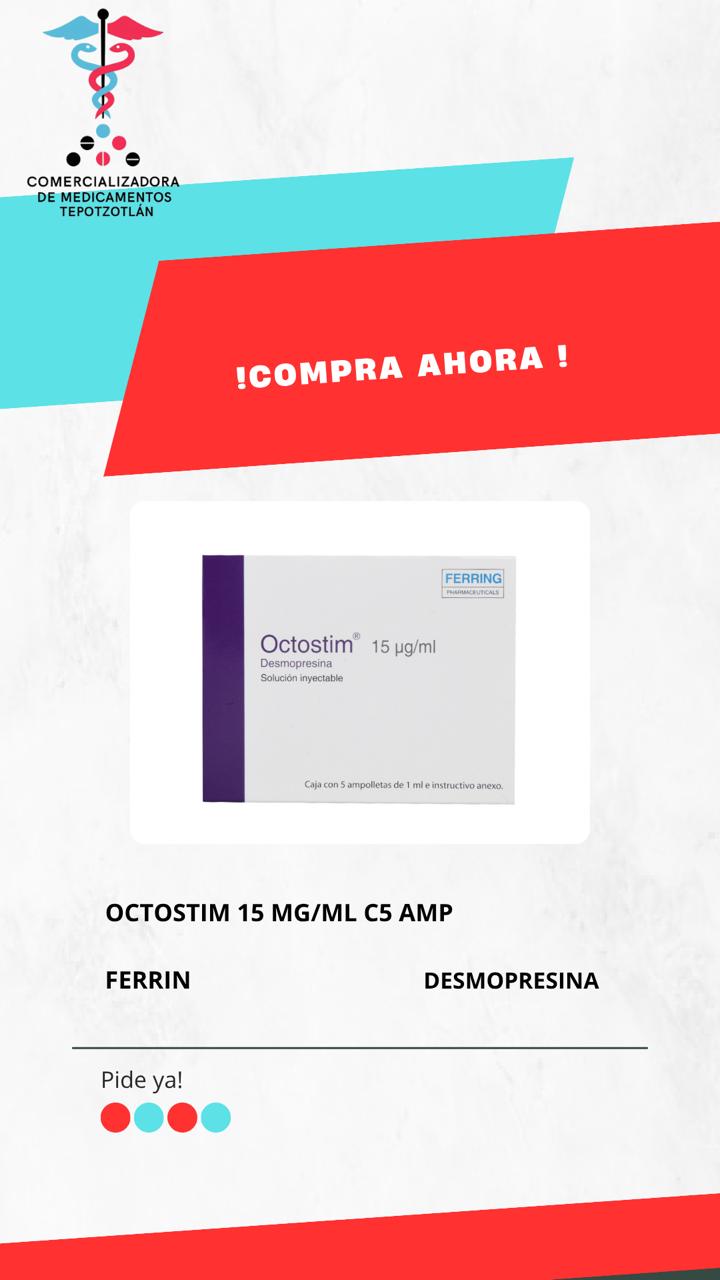 COMERCIALIZADORA
DE MEDICAMENTOS
TEPOTZOTLÁN
!COMPRA AHORA !
FERRING
PHARMACEUTICALS
Octostim® 15 µg/ml
Desmopresina
Solución inyectable
Caja con 5 ampolletas de 1 ml e instructivo anexo.
OCTOSTIM 15 MG/ML C5 AMP
FERRIN DESMOPRESINA
Pide ya!